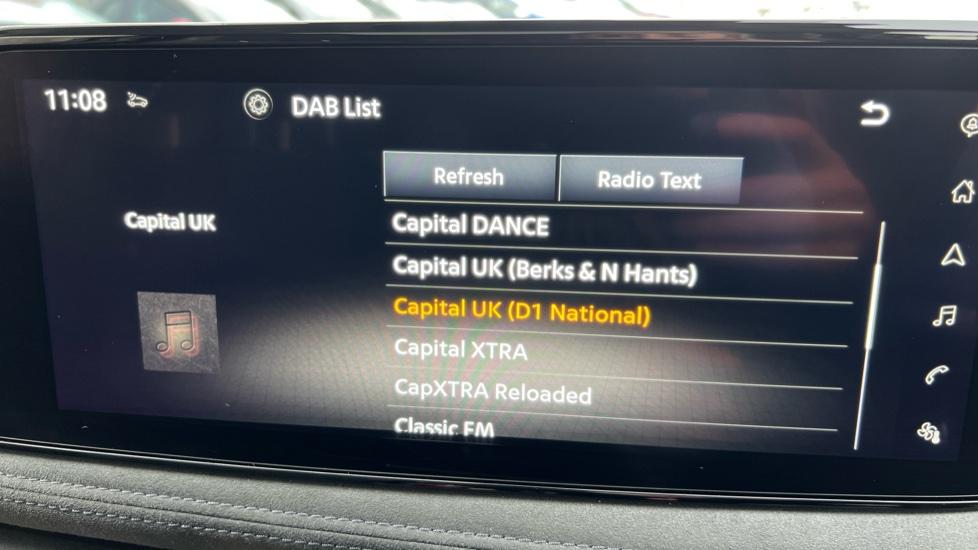 11:08
DAB List
Refresh
Radio Text
Capital UK
Capital DANCE
Capital UK (Berks & N Hants)
Capital UK (D1 National)
Capital XTRA
CapXTRA Reloaded
Classic FM